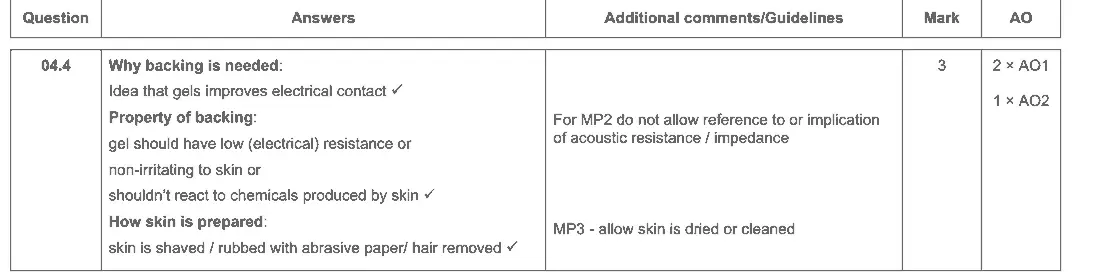 Question Answers Additional comments/Guidelines Mark AO
04.4 Why backing is needed: 3 2 × AO1
Idea that gels improves electrical contact ✓
1 × AO2
Property of backing:
For MP2 do not allow reference to or implication
of acoustic resistance / impedance
gel should have low (electrical) resistance or
non-irritating to skin or
shouldn't react to chemicals produced by skin ✓
How skin is prepared:
MP3 - allow skin is dried or cleaned
skin is shaved / rubbed with abrasive paper/ hair removed ✓